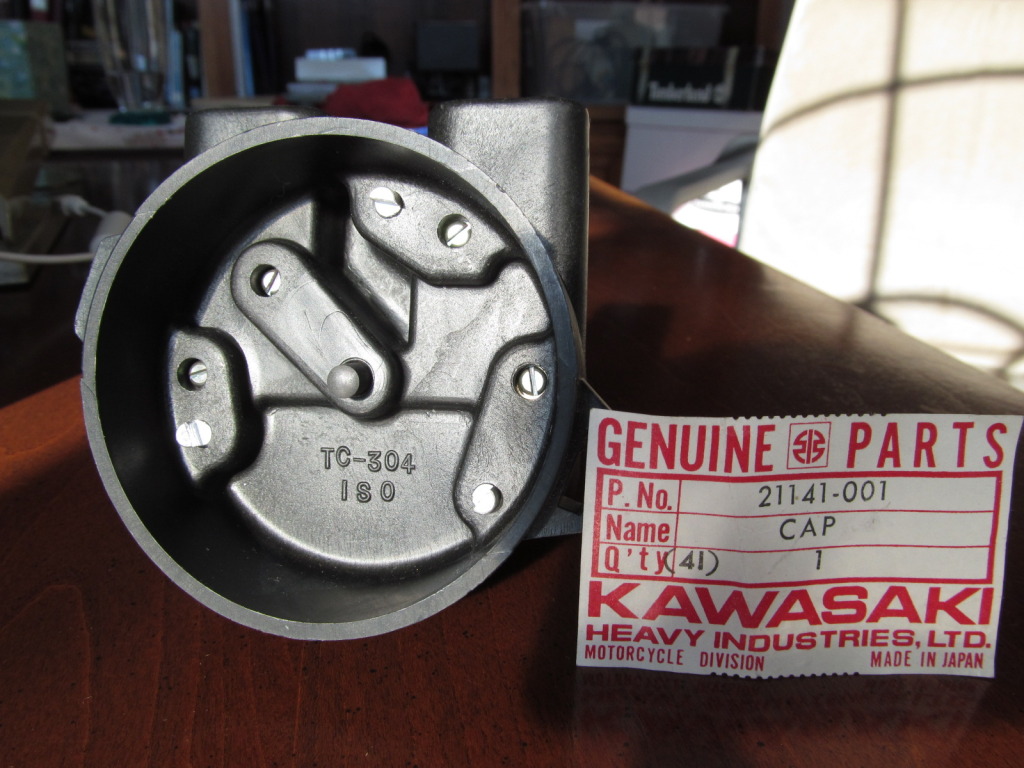 Timberland
TC-304
ISO
GENUINE PARTS
P. No. 21141-001
Name CAP
Q'ty (41) 1
KAWASAKI
HEAVY INDUSTRIES, LTD.
MOTORCYCLE DIVISION MADE IN JAPAN